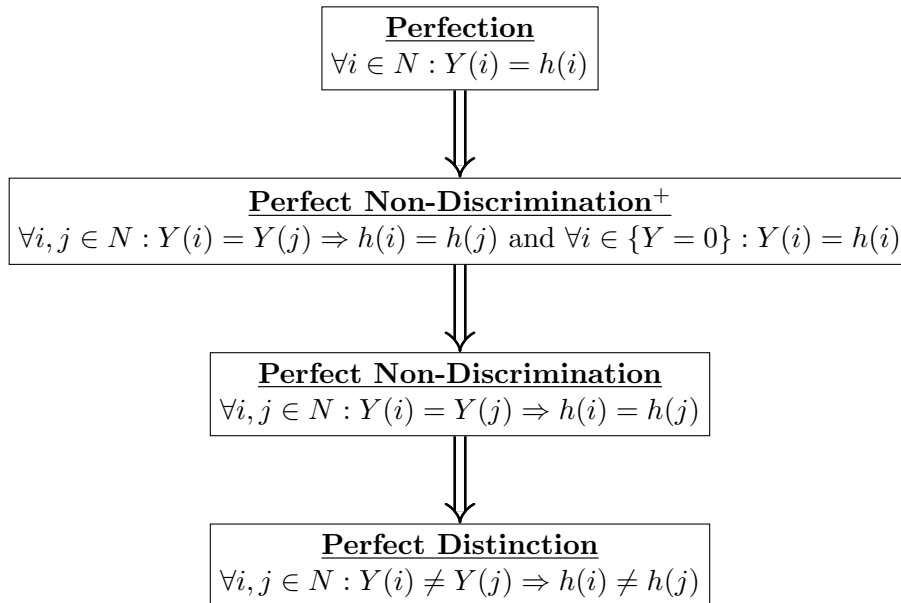 Perfection
∀i ∈ N : Y(i) = h(i)
Perfect Non-Discrimination⁺
∀i, j ∈ N : Y(i) = Y(j) ⇒ h(i) = h(j) and ∀i ∈ {Y = 0} : Y(i) = h(i)
Perfect Non-Discrimination
∀i, j ∈ N : Y(i) = Y(j) ⇒ h(i) = h(j)
Perfect Distinction
∀i, j ∈ N : Y(i) ≠ Y(j) ⇒ h(i) ≠ h(j)